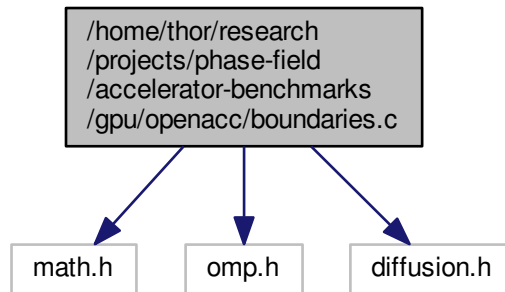 /home/thor/research
/projects/phase-field
/accelerator-benchmarks
/gpu/openacc/boundaries.c
math.h
omp.h
diffusion.h